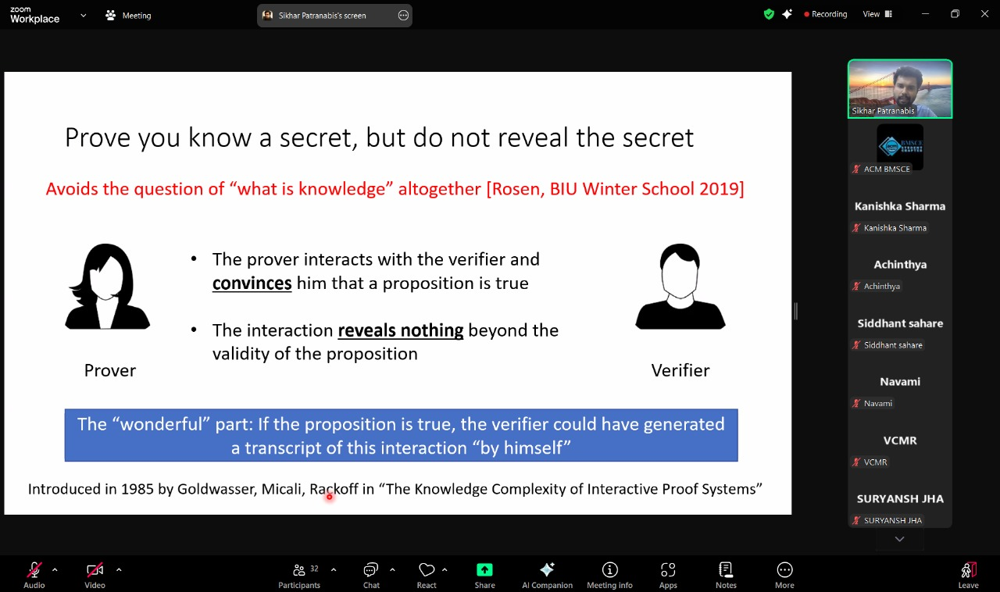 zoom
Workplace
Meeting
Sikhar Patranabis's screen
Recording
View
Prove you know a secret, but do not reveal the secret
Avoids the question of “what is knowledge” altogether [Rosen, BIU Winter School 2019]
• The prover interacts with the verifier and
convinces him that a proposition is true
• The interaction reveals nothing beyond the
validity of the proposition
Prover
Verifier
The “wonderful” part: If the proposition is true, the verifier could have generated
a transcript of this interaction “by himself”
Introduced in 1985 by Goldwasser, Micali, Rackoff in “The Knowledge Complexity of Interactive Proof Systems”
Sikhar Patranabis
BMSCE
ACM BMSCE
Kanishka Sharma
Kanishka Sharma
Achinthya
Achinthya
Siddhant sahare
Siddhant sahare
Navami
Navami
VCMR
VCMR
SURYANSH JHA
SURYANSH JHA
Audio
Video
32
Participants
Chat
React
Share
AI Companion
Meeting info
Apps
Notes
More
Leave